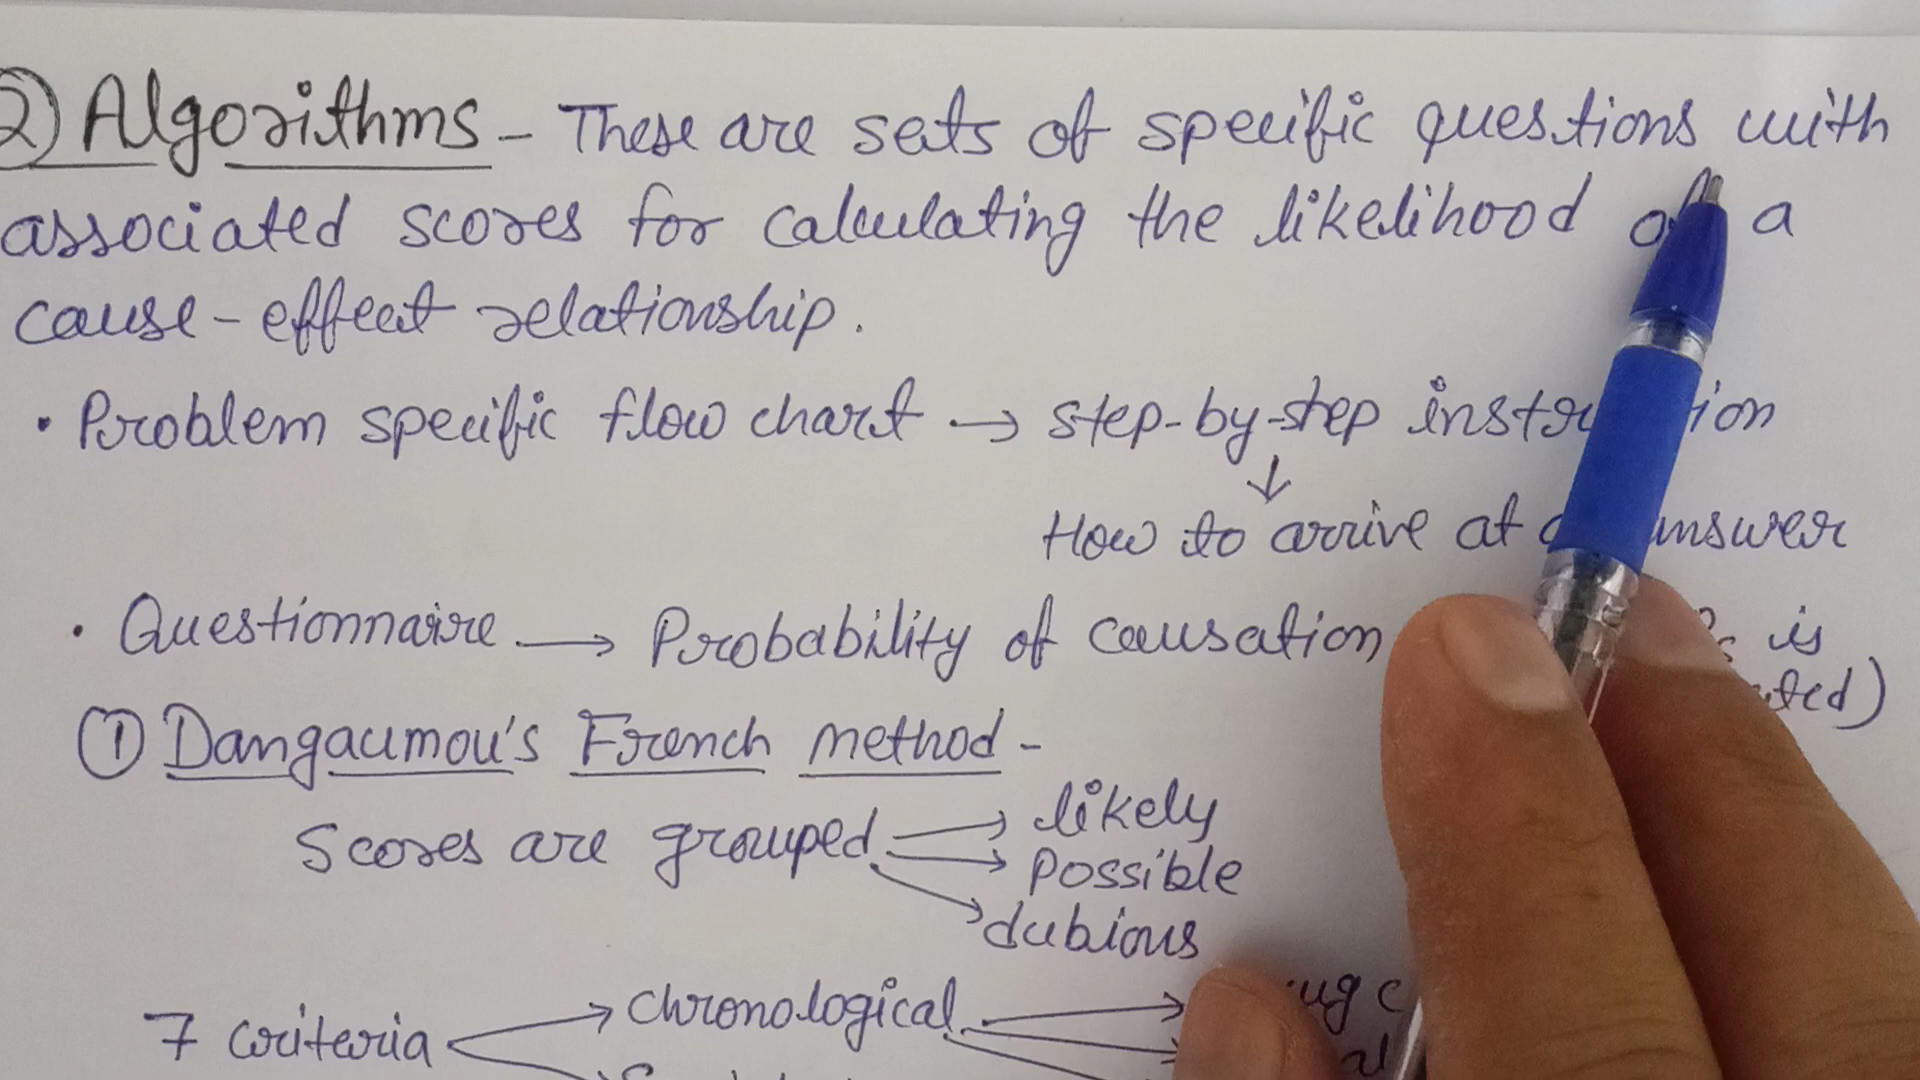 2) Algorithms - These are sets of specific questions with
associated scores for calculating the likelihood of a
cause-effect relationship.
• Problem specific flow chart → step-by-step
↓
How to arrive at answer
• Questionnaire → Probability of causation is
① Dangaumou's French method -
Scores are grouped → likely
→ possible
→ dubious
7 criteria → Chronological